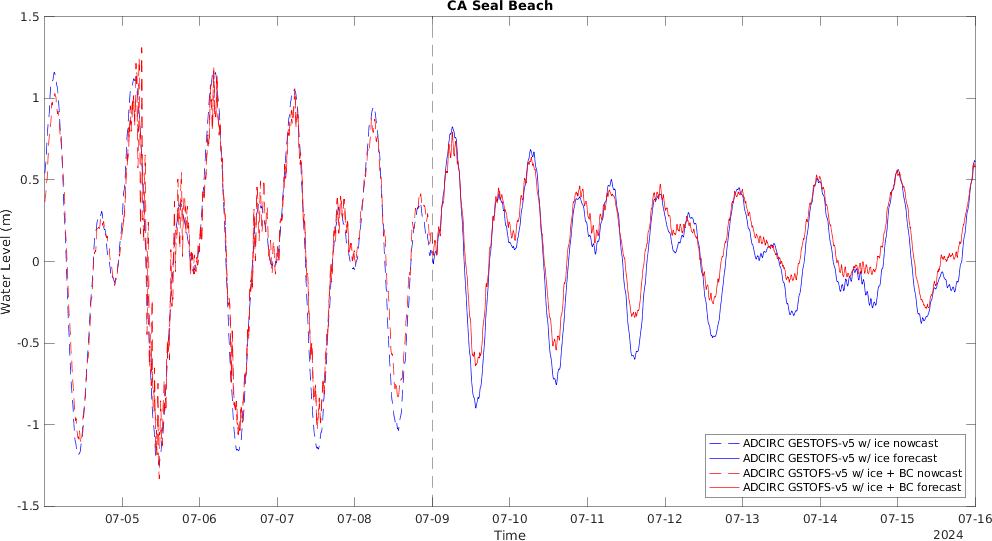 CA Seal Beach
1.5
1
0.5
0
-0.5
-1
-1.5
Water Level (m)
07-05 07-06 07-07 07-08 07-09 07-10 07-11 07-12 07-13 07-14 07-15 07-16
Time
2024
ADCIRC GESTOFS-v5 w/ ice nowcast
ADCIRC GESTOFS-v5 w/ ice forecast
ADCIRC GSTOFS-v5 w/ ice + BC nowcast
ADCIRC GSTOFS-v5 w/ ice + BC forecast